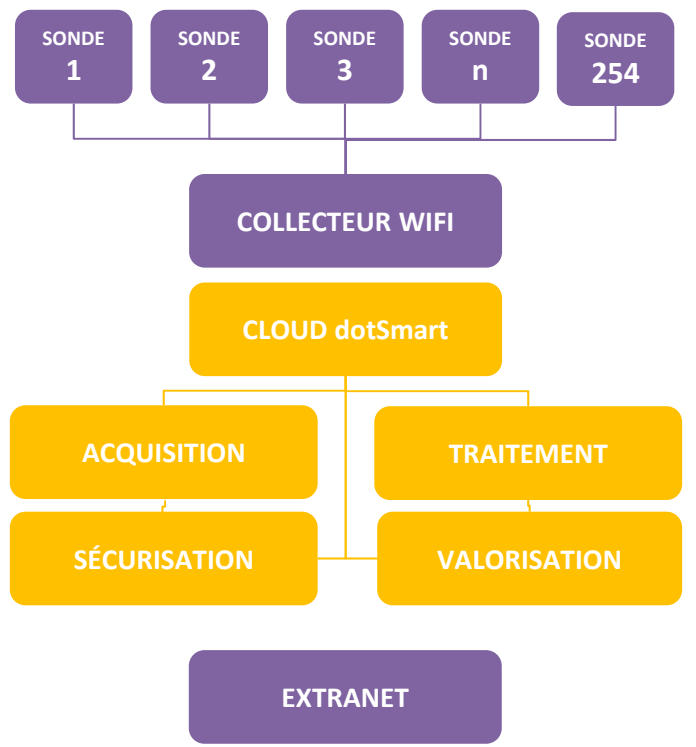 SONDE
1
SONDE
2
SONDE
3
SONDE
n
SONDE
254
COLLECTEUR WIFI
CLOUD dotSmart
ACQUISITION
TRAITEMENT
SÉCURISATION
VALORISATION
EXTRANET